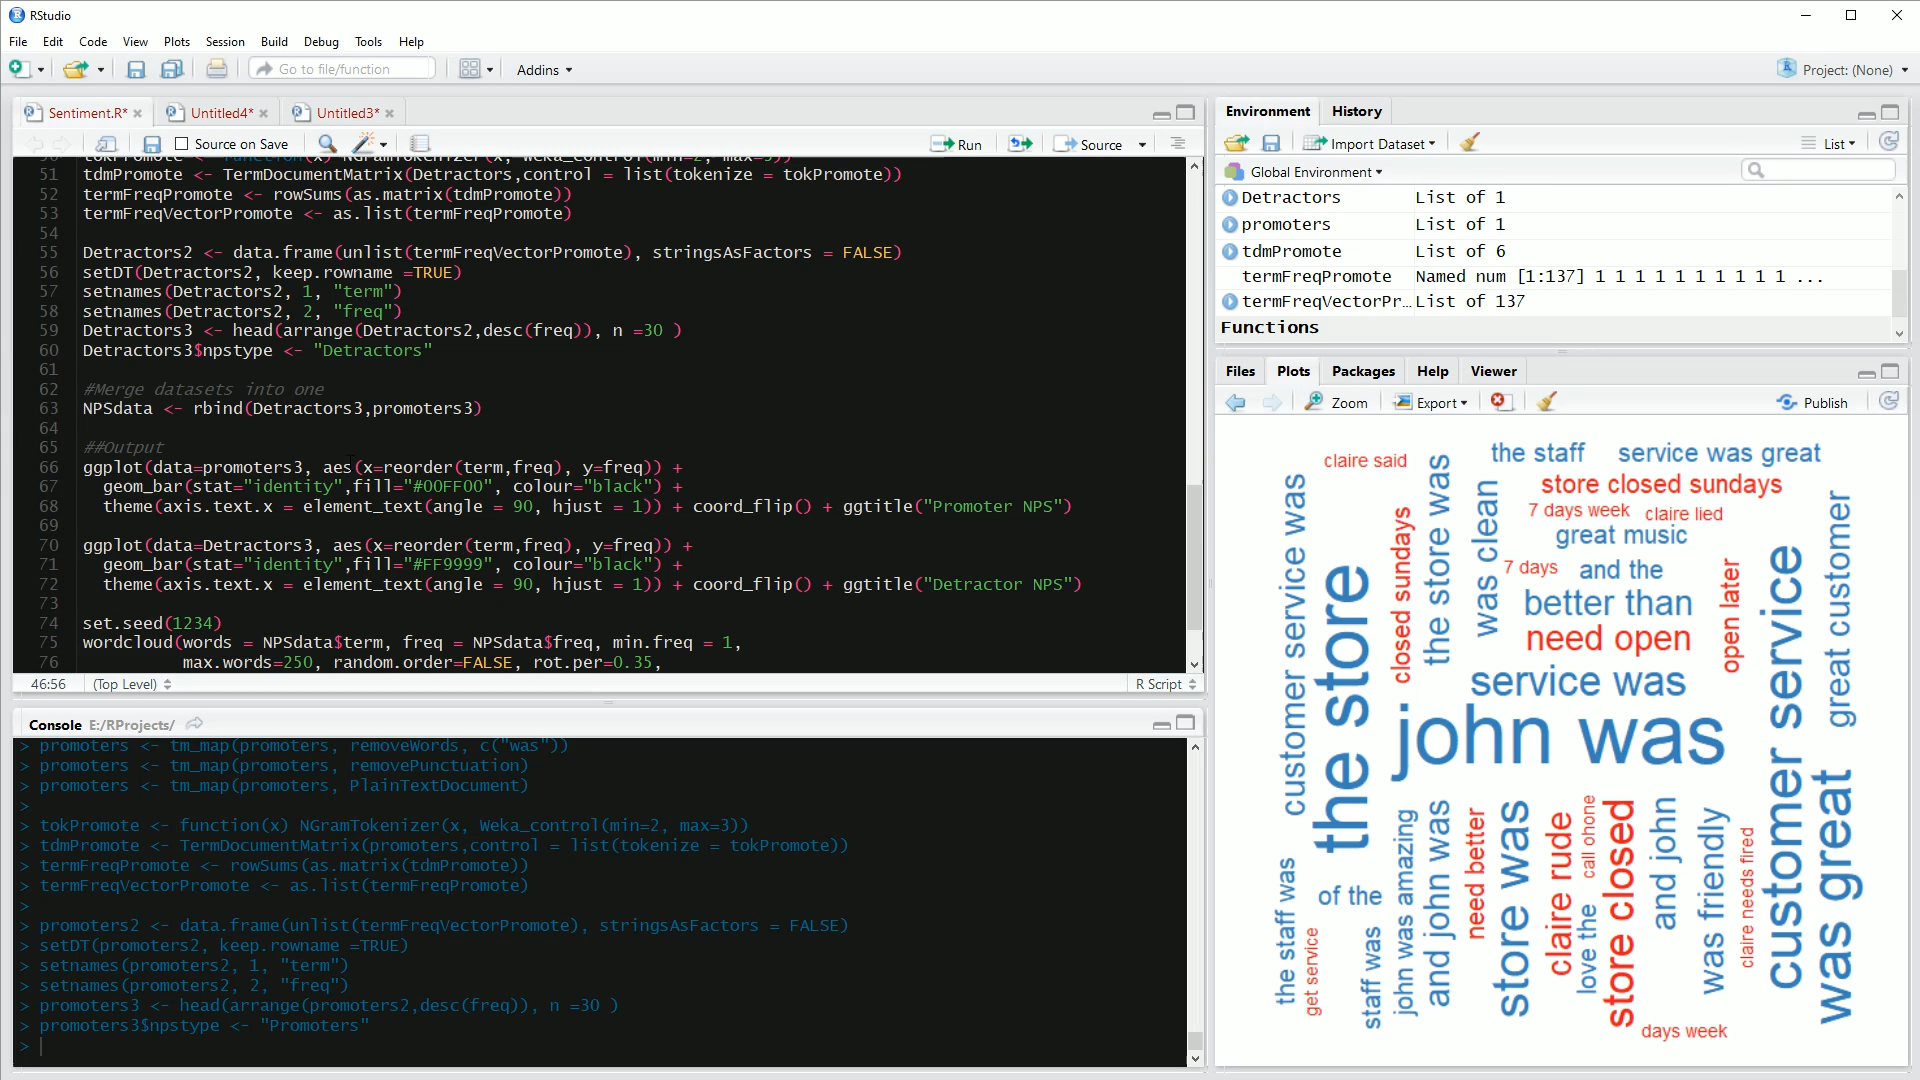 RStudio
File Edit Code View Plots Session Build Debug Tools Help
Go to file/function
Addins
Project: (None)
Sentiment.R* Untitled4* Untitled3*
Source on Save
Run
Source
50 tokPromote <- function(x) NGramTokenizer(x, Weka_control(min=2, max=3))
51 tdmPromote <- TermDocumentMatrix(Detractors,control = list(tokenize = tokPromote))
52 termFreqPromote <- rowSums(as.matrix(tdmPromote))
53 termFreqVectorPromote <- as.list(termFreqPromote)
54
55 Detractors2 <- data.frame(unlist(termFreqVectorPromote), stringsAsFactors = FALSE)
56 setDT(Detractors2, keep.rowname =TRUE)
57 setnames(Detractors2, 1, "term")
58 setnames(Detractors2, 2, "freq")
59 Detractors3 <- head(arrange(Detractors2,desc(freq)), n =30 )
60 Detractors3$npstype <- "Detractors"
61
62 #Merge datasets into one
63 NPSdata <- rbind(Detractors3,promoters3)
64
65 ##Output
66 ggplot(data=promoters3, aes(x=reorder(term,freq), y=freq)) +
67 geom_bar(stat="identity",fill="#00FF00", colour="black") +
68 theme(axis.text.x = element_text(angle = 90, hjust = 1)) + coord_flip() + ggtitle("Promoter NPS")
69
70 ggplot(data=Detractors3, aes(x=reorder(term,freq), y=freq)) +
71 geom_bar(stat="identity",fill="#FF9999", colour="black") +
72 theme(axis.text.x = element_text(angle = 90, hjust = 1)) + coord_flip() + ggtitle("Detractor NPS")
73
74 set.seed(1234)
75 wordcloud(words = NPSdata$term, freq = NPSdata$freq, min.freq = 1,
76 max.words=250, random.order=FALSE, rot.per=0.35,
46:56 (Top Level) R Script
Console E:/RProjects/
> promoters <- tm_map(promoters, removeWords, c("was"))
> promoters <- tm_map(promoters, removePunctuation)
> promoters <- tm_map(promoters, PlainTextDocument)
>
> tokPromote <- function(x) NGramTokenizer(x, Weka_control(min=2, max=3))
> tdmPromote <- TermDocumentMatrix(promoters,control = list(tokenize = tokPromote))
> termFreqPromote <- rowSums(as.matrix(tdmPromote))
> termFreqVectorPromote <- as.list(termFreqPromote)
>
> promoters2 <- data.frame(unlist(termFreqVectorPromote), stringsAsFactors = FALSE)
> setDT(promoters2, keep.rowname =TRUE)
> setnames(promoters2, 1, "term")
> setnames(promoters2, 2, "freq")
> promoters3 <- head(arrange(promoters2,desc(freq)), n =30 )
> promoters3$npstype <- "Promoters"
>
Environment History
Import Dataset
List
Global Environment
Detractors List of 1
promoters List of 1
tdmPromote List of 6
termFreqPromote Named num [1:137] 1 1 1 1 1 1 1 1 1 1 ...
termFreqVectorPr… List of 137
Functions
Files Plots Packages Help Viewer
Zoom Export Publish
claire said
the staff
service was great
store closed sundays
7 days week
claire lied
great music
7 days
and the
better than
need open
service was
john was
customer service was
the store
closed sundays
the store was
was clean
open later
customer service
great customer
the staff was
get service
of the
staff was
john was amazing
and john was
need better
store was
claire rude
call ohone
love the
store closed
and john
was friendly
claire needs fired
was great
days week